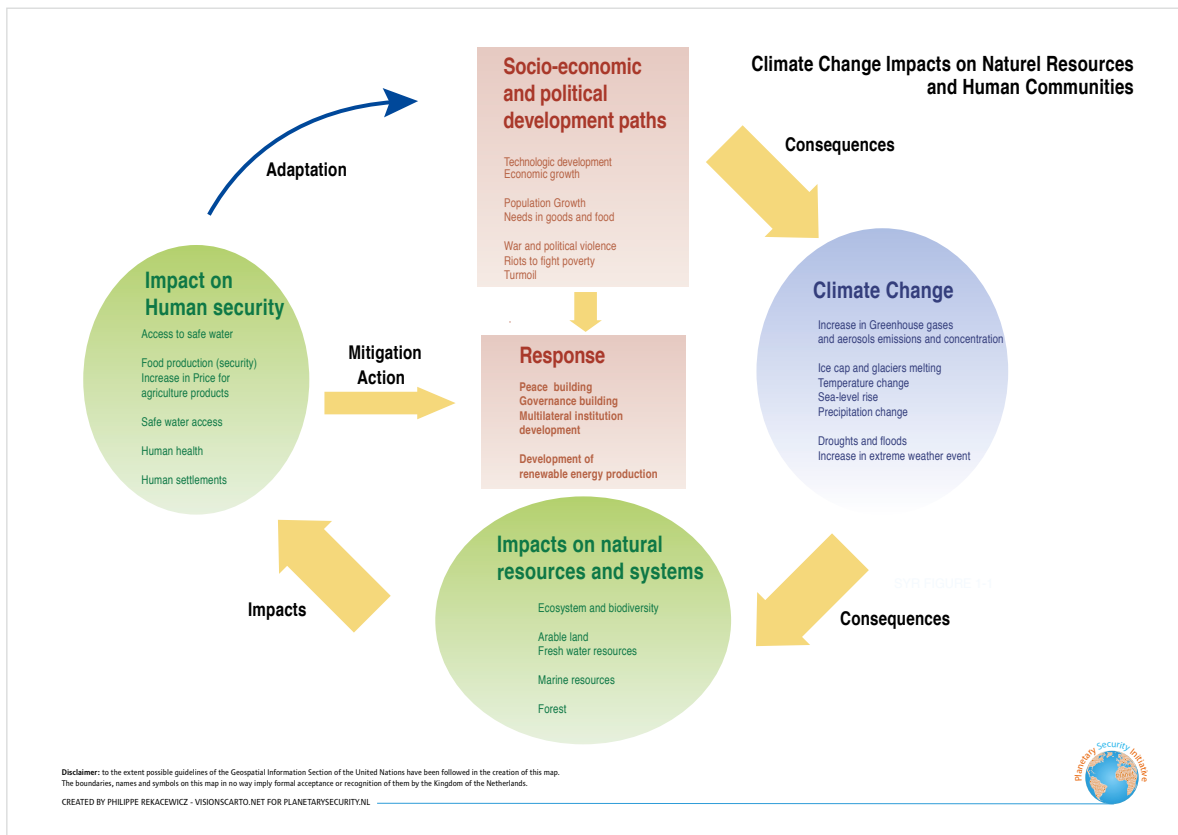 Climate Change Impacts on Naturel Resources
and Human Communities
Socio-economic
and political
development paths
Technologic development
Economic growth
Population Growth
Needs in goods and food
War and political violence
Riots to fight poverty
Turmoil
Consequences
Adaptation
Impact on
Human security
Access to safe water
Food production (security)
Increase in Price for
agriculture products
Safe water access
Human health
Human settlements
Mitigation
Action
Response
Peace building
Governance building
Multilateral institution
development
Development of
renewable energy production
Climate Change
Increase in Greenhouse gases
and aerosols emissions and concentration
Ice cap and glaciers melting
Temperature change
Sea-level rise
Precipitation change
Droughts and floods
Increase in extreme weather event
SYR FIGURE 1-1
Consequences
Impacts on natural
resources and systems
Ecosystem and biodiversity
Arable land
Fresh water resources
Marine resources
Forest
Impacts
Disclaimer: to the extent possible guidelines of the Geospatial Information Section of the United Nations have been followed in the creation of this map.
The boundaries, names and symbols on this map in no way imply formal acceptance or recognition of them by the Kingdom of the Netherlands.
CREATED BY PHILIPPE REKACEWICZ - VISIONSCARTO.NET FOR PLANETARYSECURITY.NL
Planetary Security Initiative